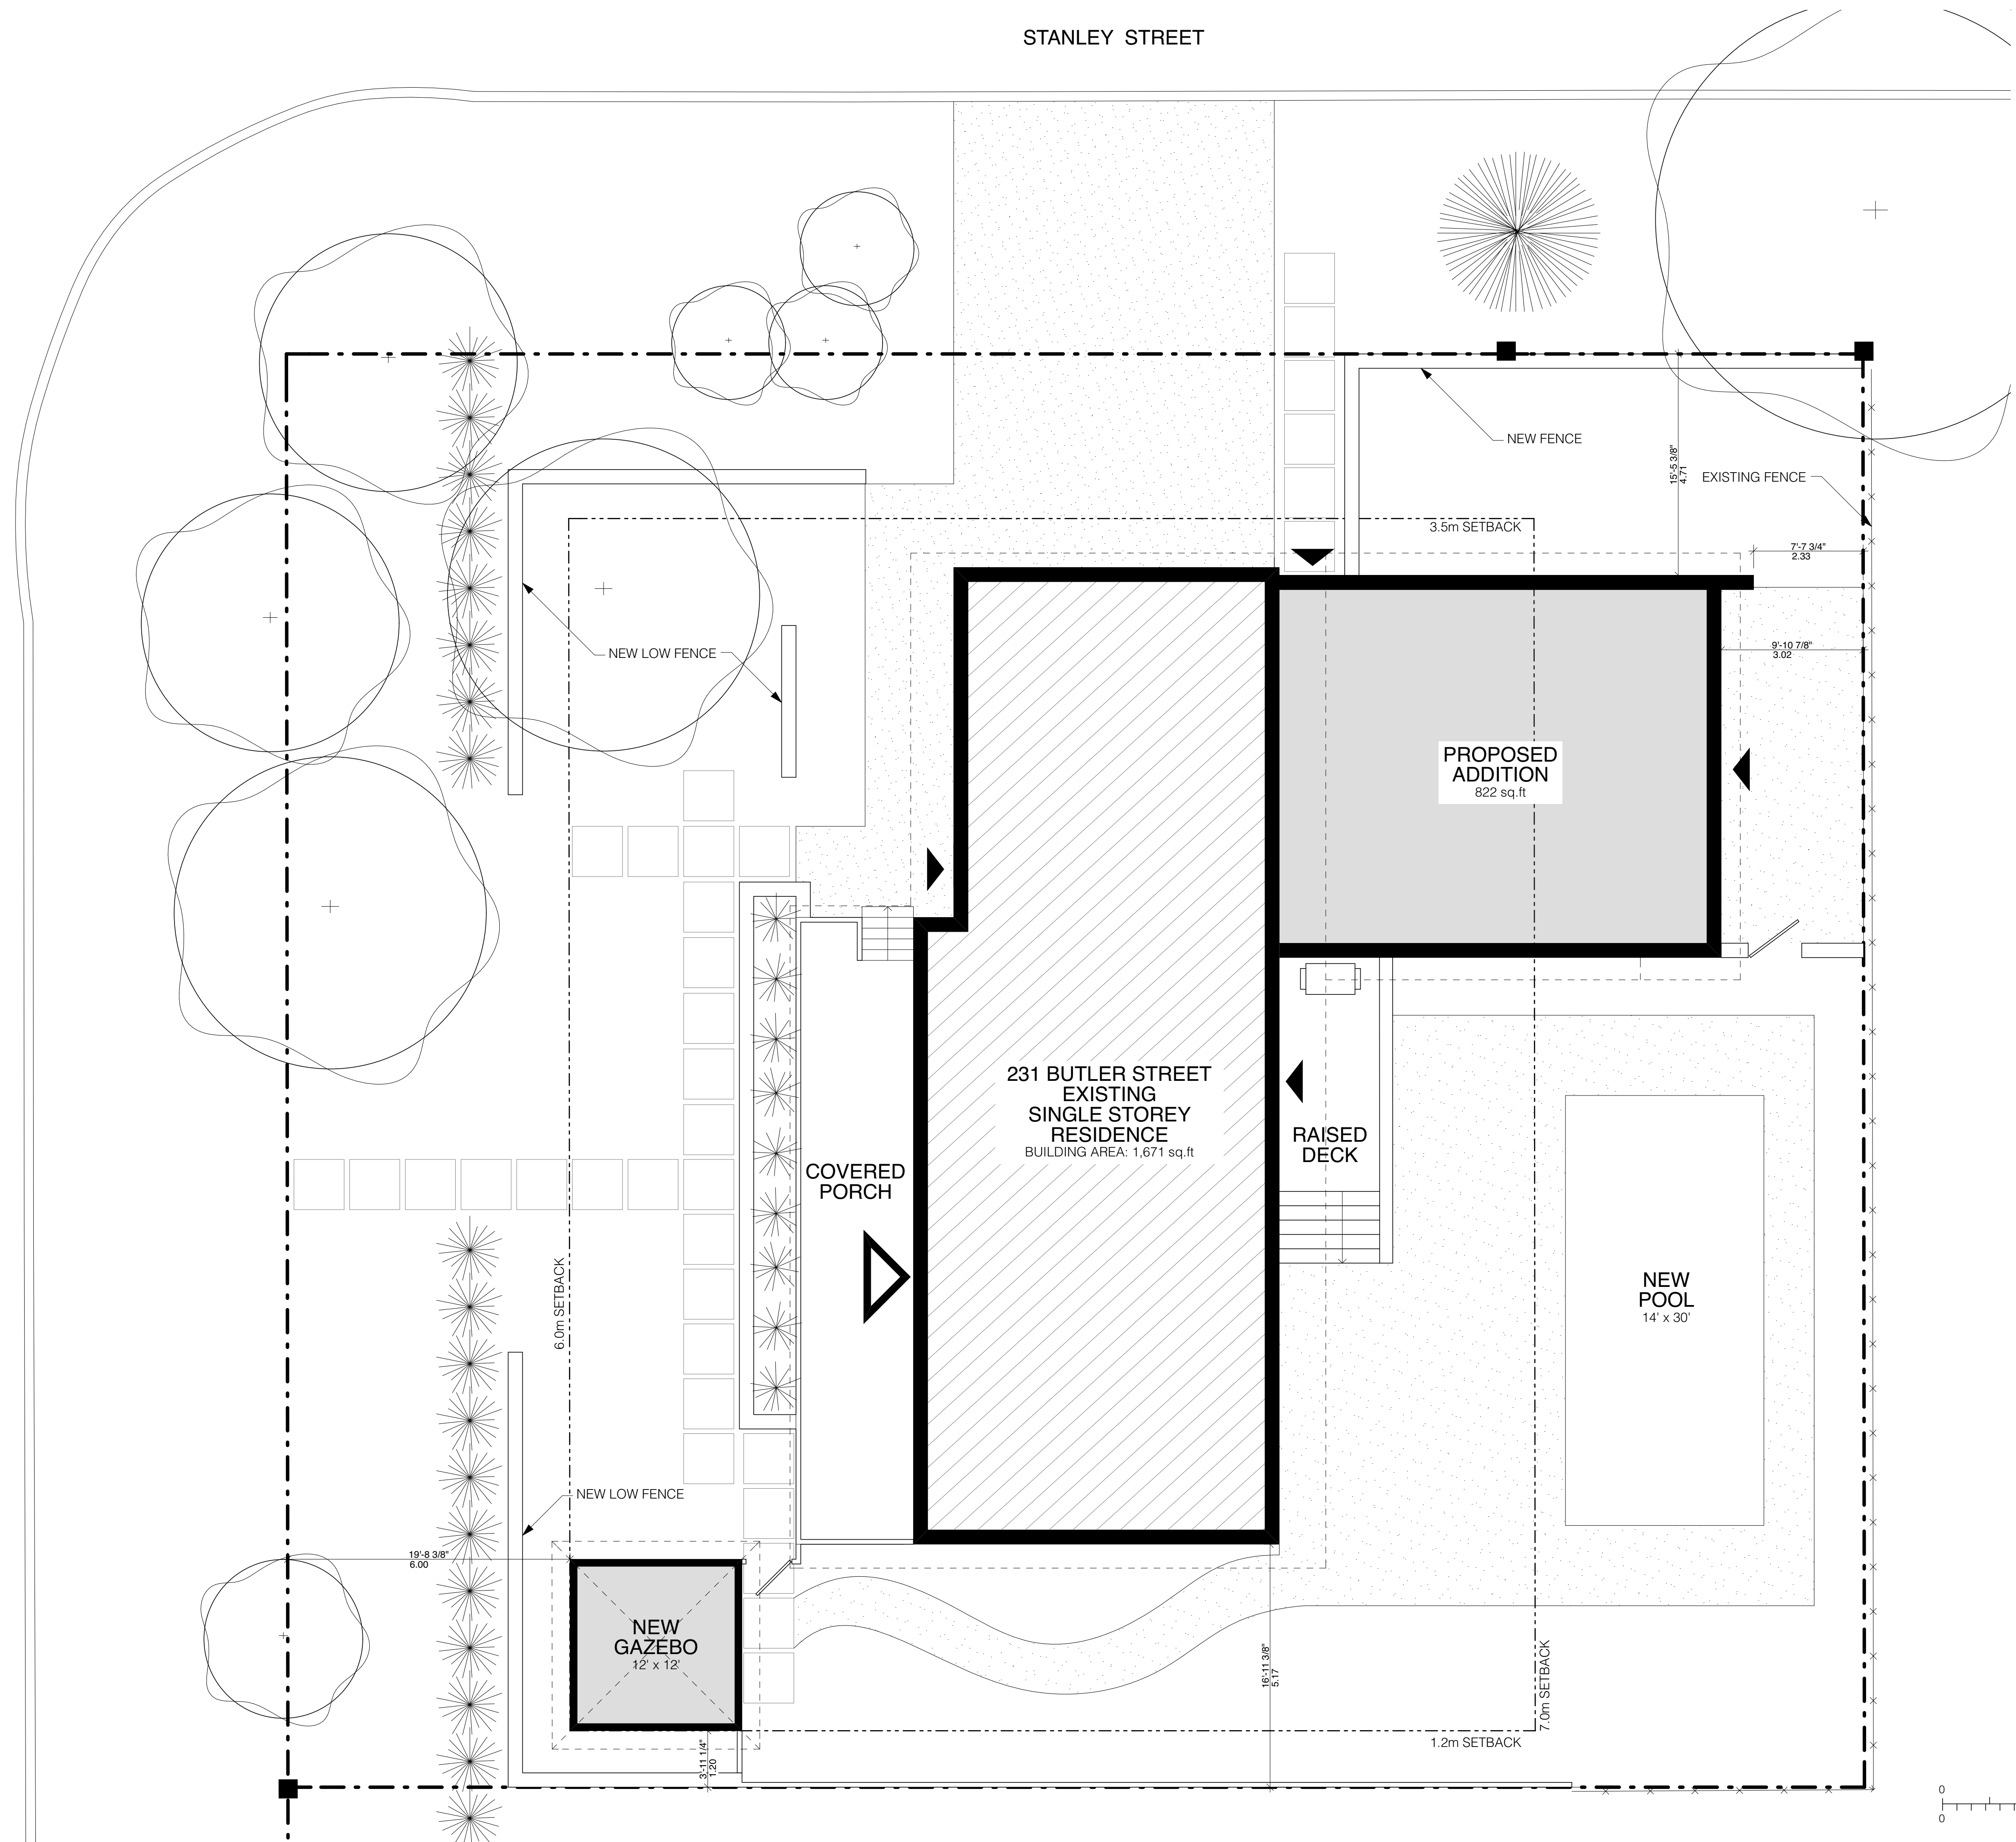 STANLEY STREET
NEW FENCE
15'-5 3/8"
4.71
EXISTING FENCE
3.5m SETBACK
7'-7 3/4"
2.33
9'-10 7/8"
3.02
NEW LOW FENCE
PROPOSED
ADDITION
822 sq.ft
231 BUTLER STREET
EXISTING
SINGLE STOREY
RESIDENCE
BUILDING AREA: 1,671 sq.ft
RAISED
DECK
COVERED
PORCH
6.0m SETBACK
NEW
POOL
14' x 30'
NEW LOW FENCE
19'-8 3/8"
6.00
NEW
GAZEBO
12' x 12'
16'-11 3/8"
5.17
7.0m SETBACK
3'-11 1/4"
1.20
1.2m SETBACK
0
0